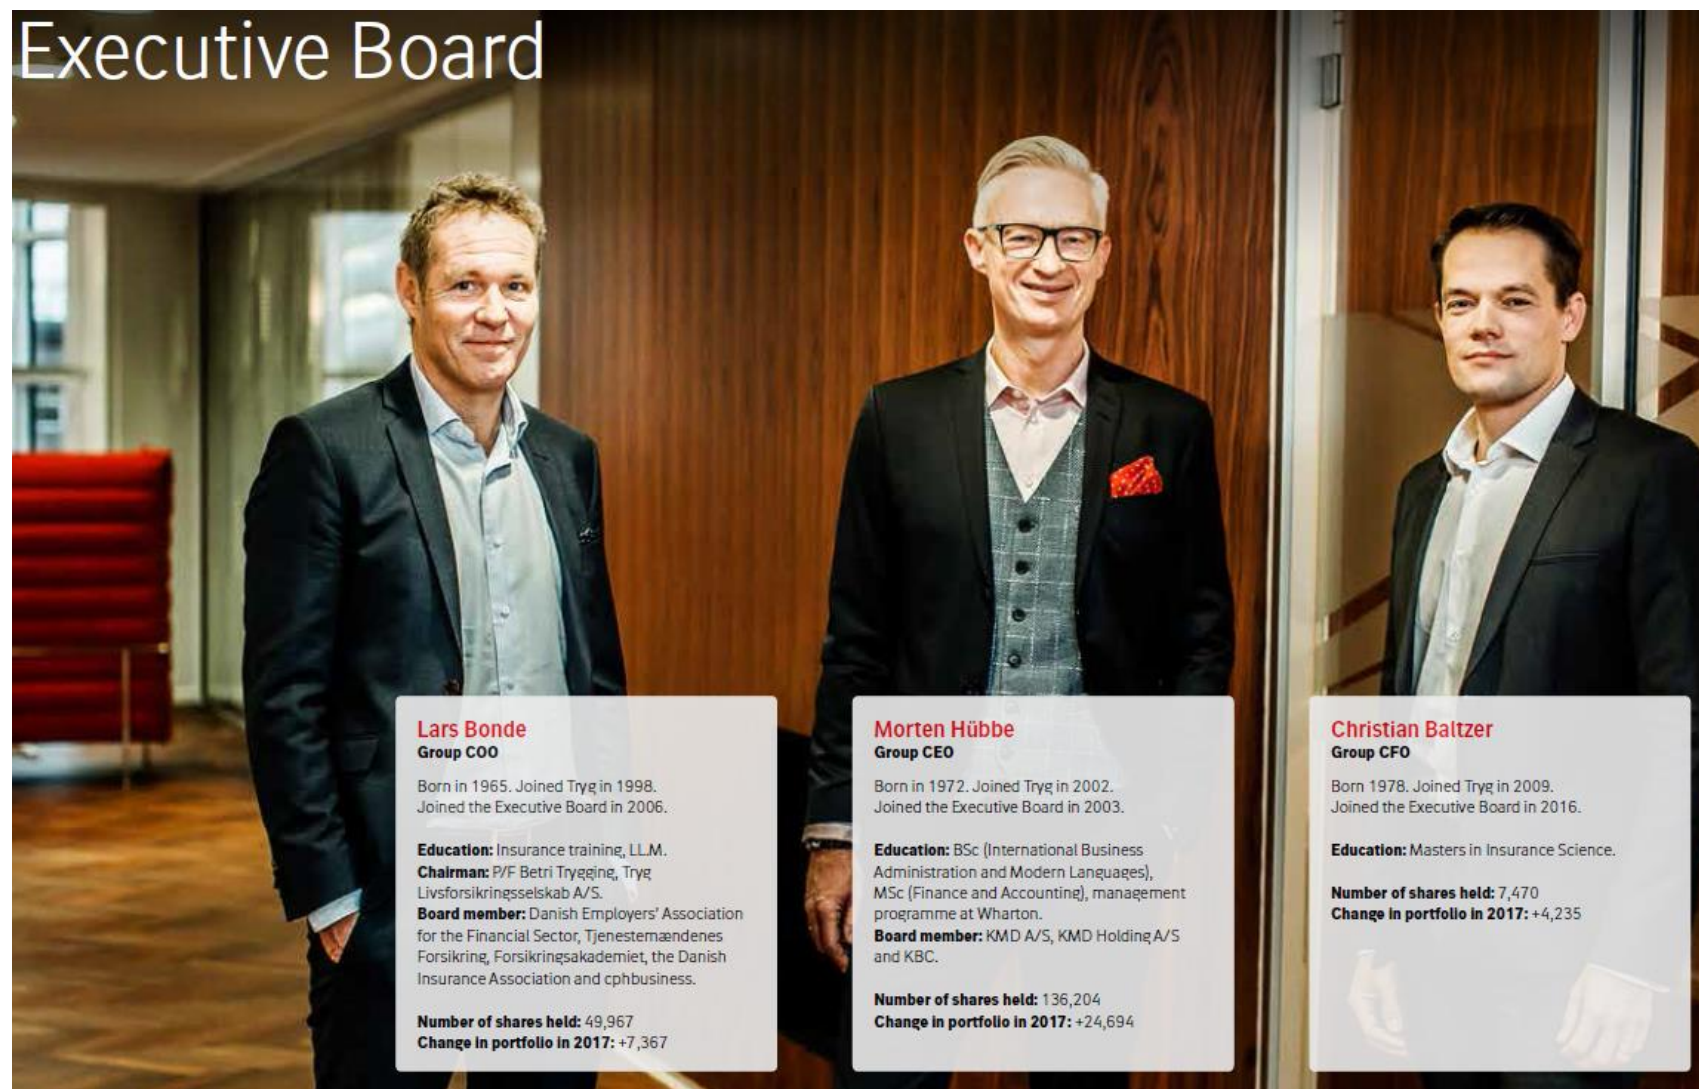 Executive Board
Lars Bonde
Group COO
Born in 1965. Joined Tryg in 1998.
Joined the Executive Board in 2006.
Education: Insurance training, LL.M.
Chairman: P/F Betri Trygging, Tryg
Livsforsikringsselskab A/S.
Board member: Danish Employers' Association
for the Financial Sector, Tjenestemændenes
Forsikring, Forsikringsakademiet, the Danish
Insurance Association and cphbusiness.
Number of shares held: 49,967
Change in portfolio in 2017: +7,367
Morten Hübbe
Group CEO
Born in 1972. Joined Tryg in 2002.
Joined the Executive Board in 2003.
Education: BSc (International Business
Administration and Modern Languages),
MSc (Finance and Accounting), management
programme at Wharton.
Board member: KMD A/S, KMD Holding A/S
and KBC.
Number of shares held: 136,204
Change in portfolio in 2017: +24,694
Christian Baltzer
Group CFO
Born 1978. Joined Tryg in 2009.
Joined the Executive Board in 2016.
Education: Masters in Insurance Science.
Number of shares held: 7,470
Change in portfolio in 2017: +4,235